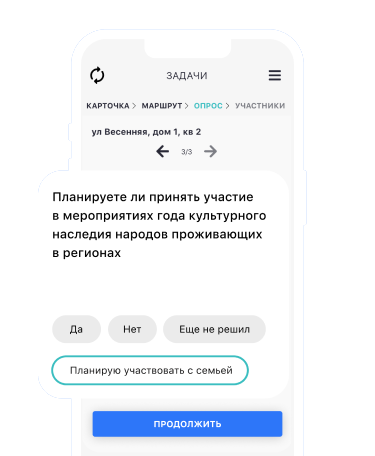 ЗАДАЧИ
КАРТОЧКА > МАРШРУТ > ОПРОС > УЧАСТНИКИ
ул Весенняя, дом 1, кв 2
3/3
Планируете ли принять участие
в мероприятиях года культурного
наследия народов проживающих
в регионах
Да Нет Еще не решил
Планирую участвовать с семьей
ПРОДОЛЖИТЬ